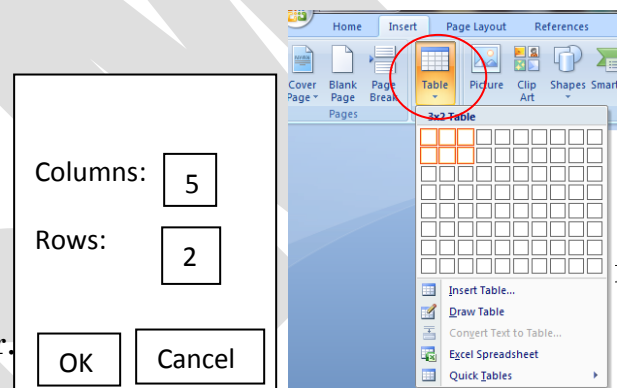 Columns: 5
Rows: 2
r.
OK Cancel
Home Insert Page Layout References
Cover Page Blank Page Page Break Table Picture Clip Art Shapes Smart
Pages
3x2 Table
Insert Table...
Draw Table
Convert Text to Table...
Excel Spreadsheet
Quick Tables